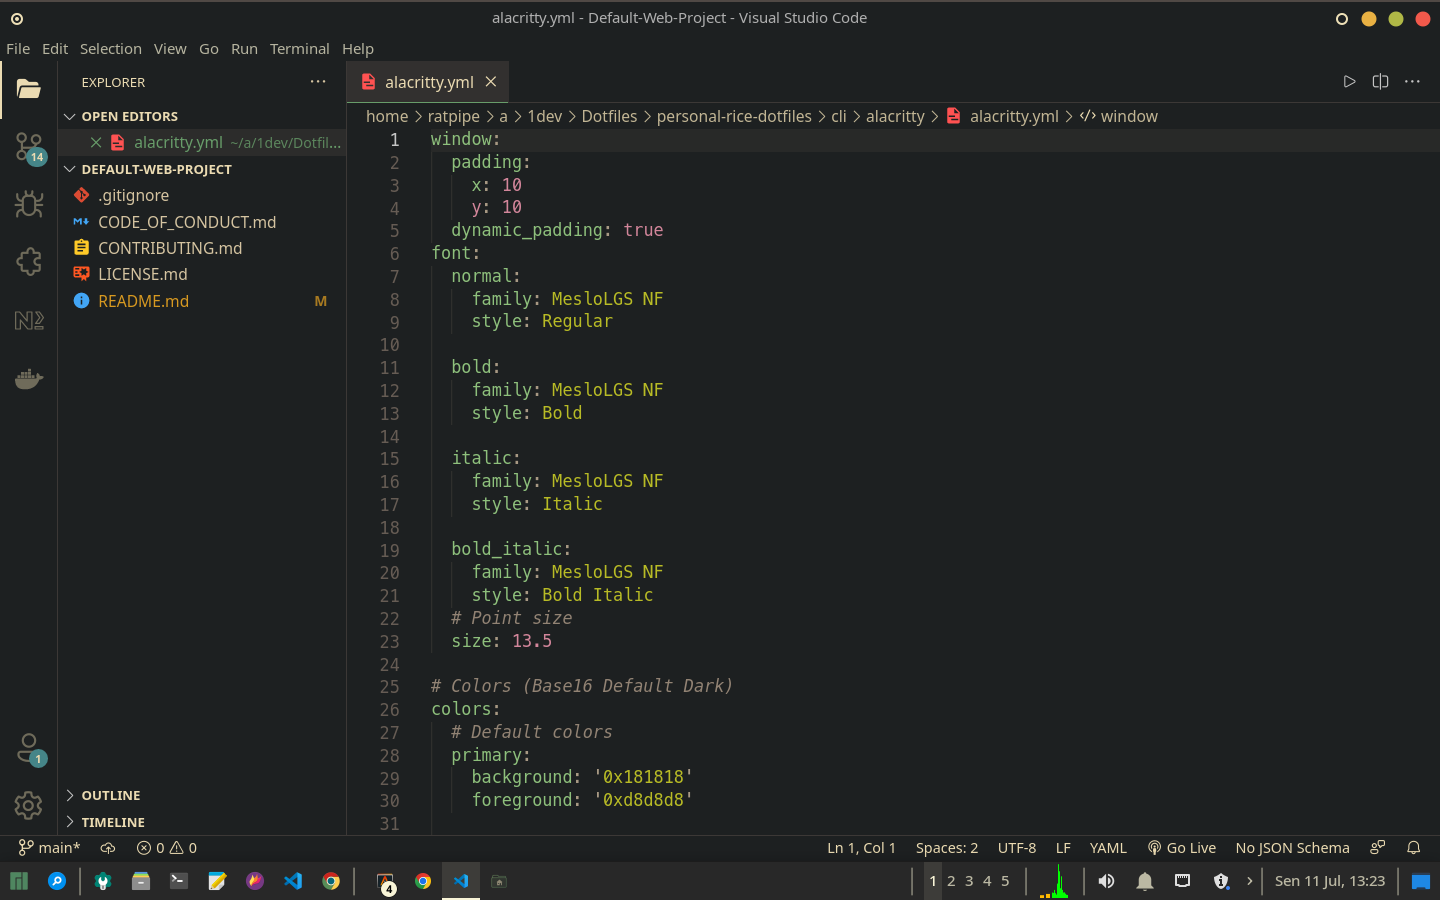 alacritty.yml - Default-Web-Project - Visual Studio Code
File Edit Selection View Go Run Terminal Help
EXPLORER
OPEN EDITORS
alacritty.yml ~/a/1dev/Dotfil...
DEFAULT-WEB-PROJECT
.gitignore
CODE_OF_CONDUCT.md
CONTRIBUTING.md
LICENSE.md
README.md M
OUTLINE
TIMELINE
14
1
alacritty.yml
home > ratpipe > a > 1dev > Dotfiles > personal-rice-dotfiles > cli > alacritty > alacritty.yml > window
1 window:
2   padding:
3     x: 10
4     y: 10
5   dynamic_padding: true
6 font:
7   normal:
8     family: MesloLGS NF
9     style: Regular
10
11   bold:
12     family: MesloLGS NF
13     style: Bold
14
15   italic:
16     family: MesloLGS NF
17     style: Italic
18
19   bold_italic:
20     family: MesloLGS NF
21     style: Bold Italic
22   # Point size
23   size: 13.5
24
25 # Colors (Base16 Default Dark)
26 colors:
27   # Default colors
28   primary:
29     background: '0x181818'
30     foreground: '0xd8d8d8'
31
main* 0 0 Ln 1, Col 1 Spaces: 2 UTF-8 LF YAML Go Live No JSON Schema
4 1 2 3 4 5 Sen 11 Jul, 13:23